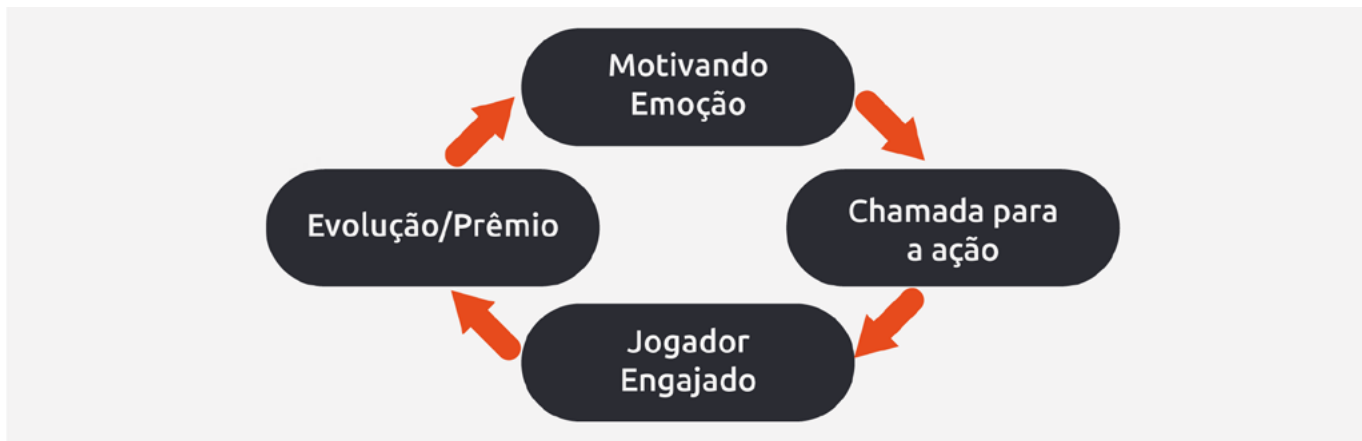 Motivando
Emoção
Evolução/Prêmio
Chamada para
a ação
Jogador
Engajado